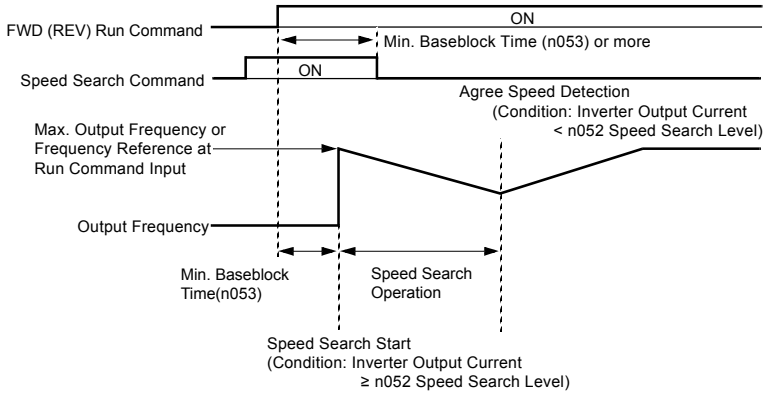 ON
FWD (REV) Run Command
Min. Baseblock Time (n053) or more
ON
Speed Search Command
Agree Speed Detection
(Condition: Inverter Output Current
< n052 Speed Search Level)
Max. Output Frequency or
Frequency Reference at
Run Command Input
Output Frequency
Min. Baseblock
Time(n053)
Speed Search
Operation
Speed Search Start
(Condition: Inverter Output Current
≥ n052 Speed Search Level)